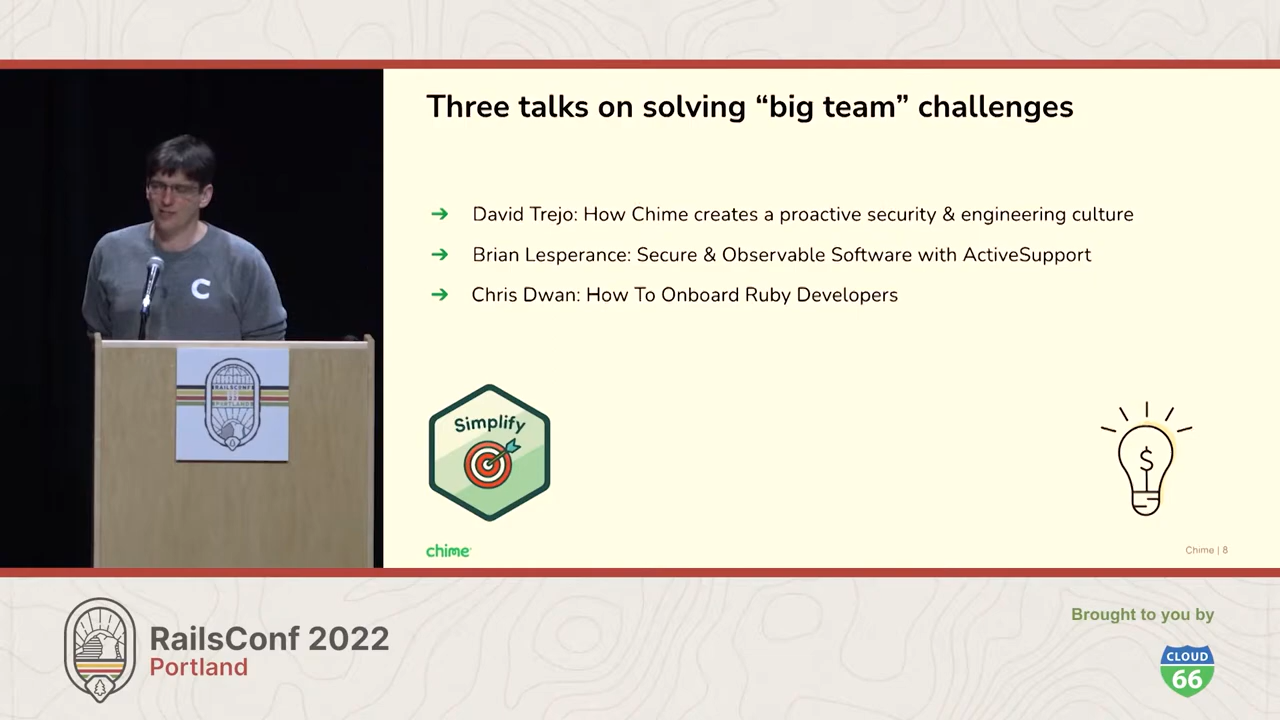 Three talks on solving “big team” challenges
➔ David Trejo: How Chime creates a proactive security & engineering culture
➔ Brian Lesperance: Secure & Observable Software with ActiveSupport
➔ Chris Dwan: How To Onboard Ruby Developers
C
RAILSCONF
PORTLAND
Simplify
$
chime
Chime | 8
RailsConf 2022
Portland
Brought to you by
CLOUD
66